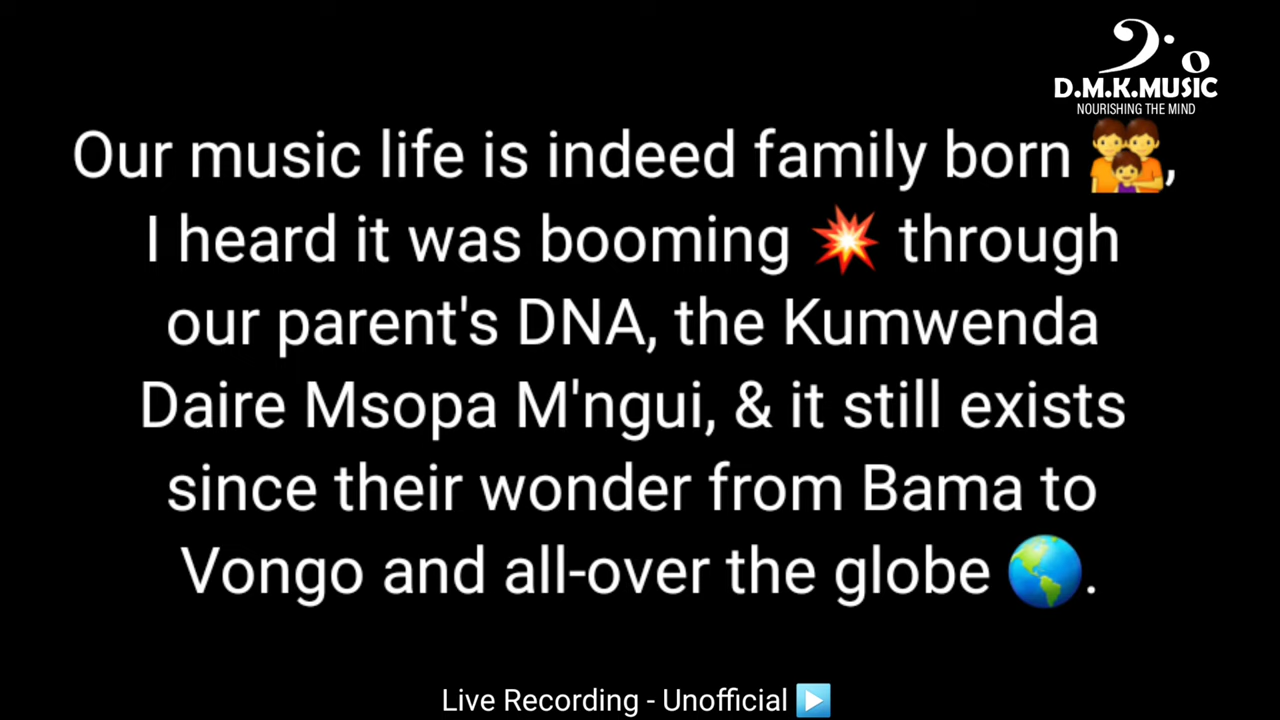 D.M.K.MUSIC
NOURISHING THE MIND
Our music life is indeed family born 👨‍👩‍👦,
I heard it was booming 💥 through
our parent's DNA, the Kumwenda
Daire Msopa M'ngui, & it still exists
since their wonder from Bama to
Vongo and all-over the globe 🌎.
Live Recording - Unofficial ▶️